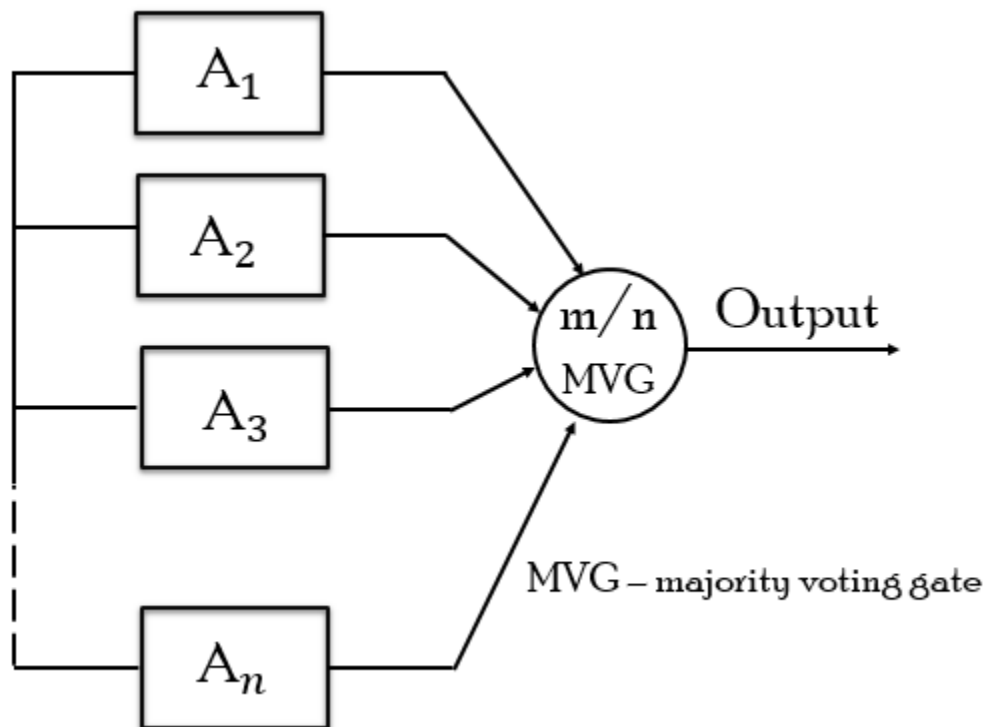 A₁
A₂
m/n
Output
MVG
A₃
MVG – majority voting gate
Aₙ